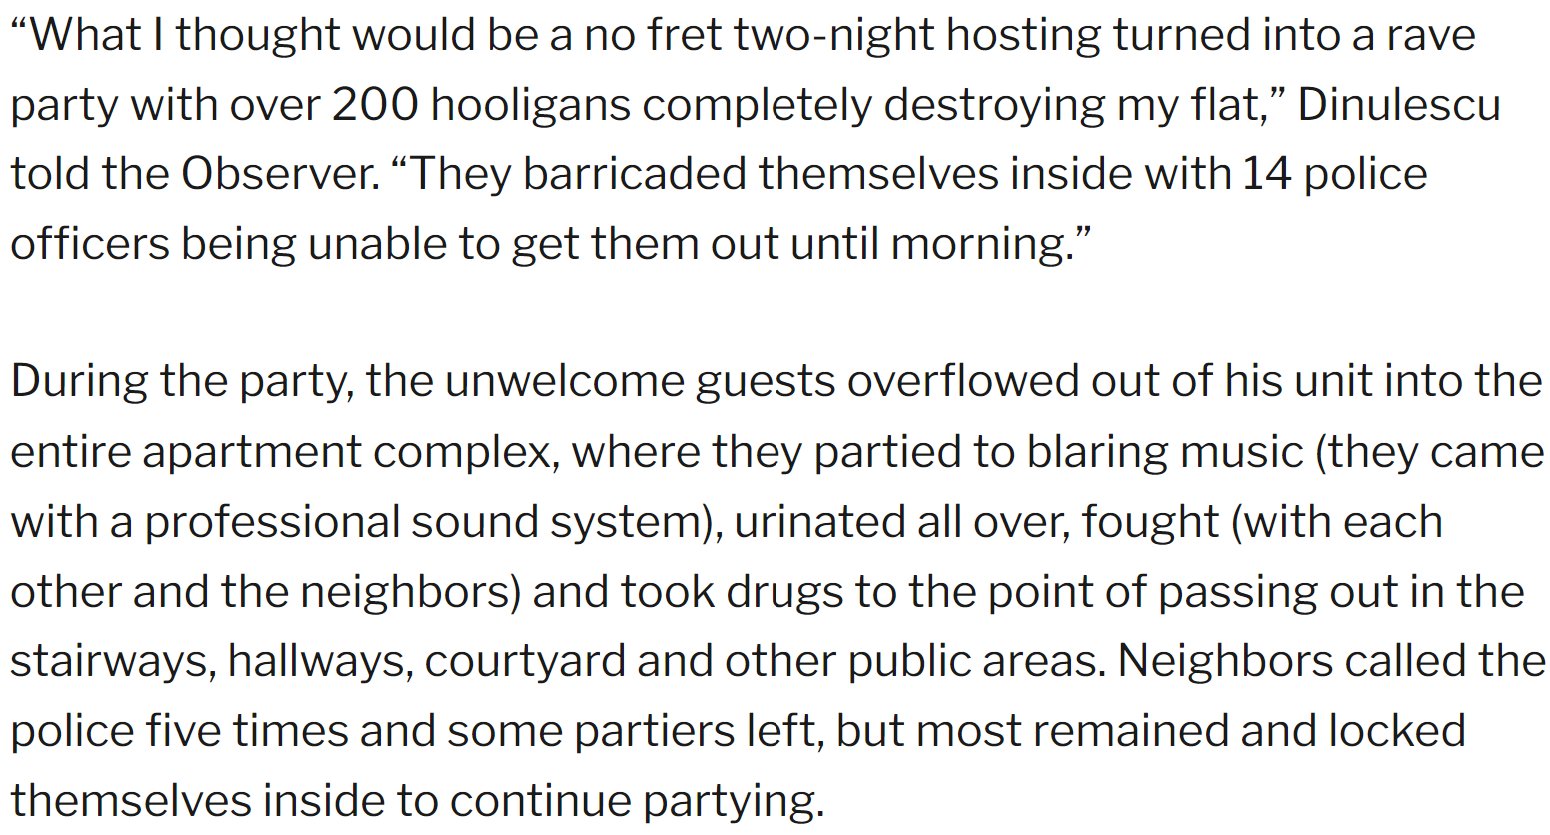 “What I thought would be a no fret two-night hosting turned into a rave
party with over 200 hooligans completely destroying my flat,” Dinulescu
told the Observer. “They barricaded themselves inside with 14 police
officers being unable to get them out until morning.”
During the party, the unwelcome guests overflowed out of his unit into the
entire apartment complex, where they partied to blaring music (they came
with a professional sound system), urinated all over, fought (with each
other and the neighbors) and took drugs to the point of passing out in the
stairways, hallways, courtyard and other public areas. Neighbors called the
police five times and some partiers left, but most remained and locked
themselves inside to continue partying.